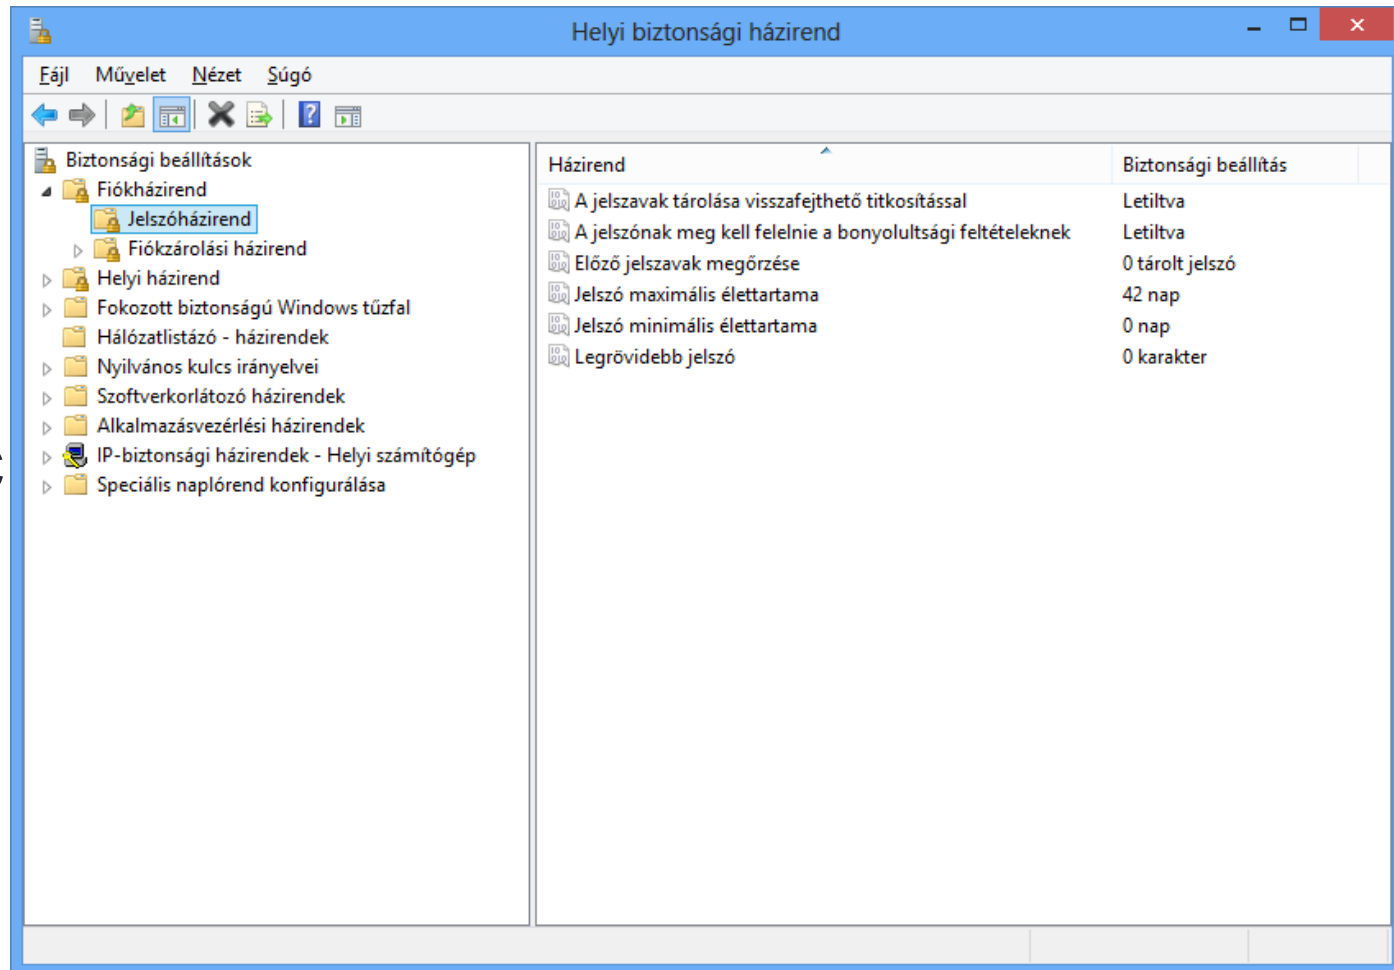 Helyi biztonsági házirend
Fájl Művelet Nézet Súgó
Biztonsági beállítások
Fiókházirend
Jelszóházirend
Fiókzárolási házirend
Helyi házirend
Fokozott biztonságú Windows tűzfal
Hálózatlistázó - házirendek
Nyilvános kulcs irányelvei
Szoftverkorlátozó házirendek
Alkalmazásvezérlési házirendek
IP-biztonsági házirendek - Helyi számítógép
Speciális naplórend konfigurálása
Házirend Biztonsági beállítás
A jelszavak tárolása visszafejthető titkosítással Letiltva
A jelszónak meg kell felelnie a bonyolultsági feltételeknek Letiltva
Előző jelszavak megőrzése 0 tárolt jelszó
Jelszó maximális élettartama 42 nap
Jelszó minimális élettartama 0 nap
Legrövidebb jelszó 0 karakter